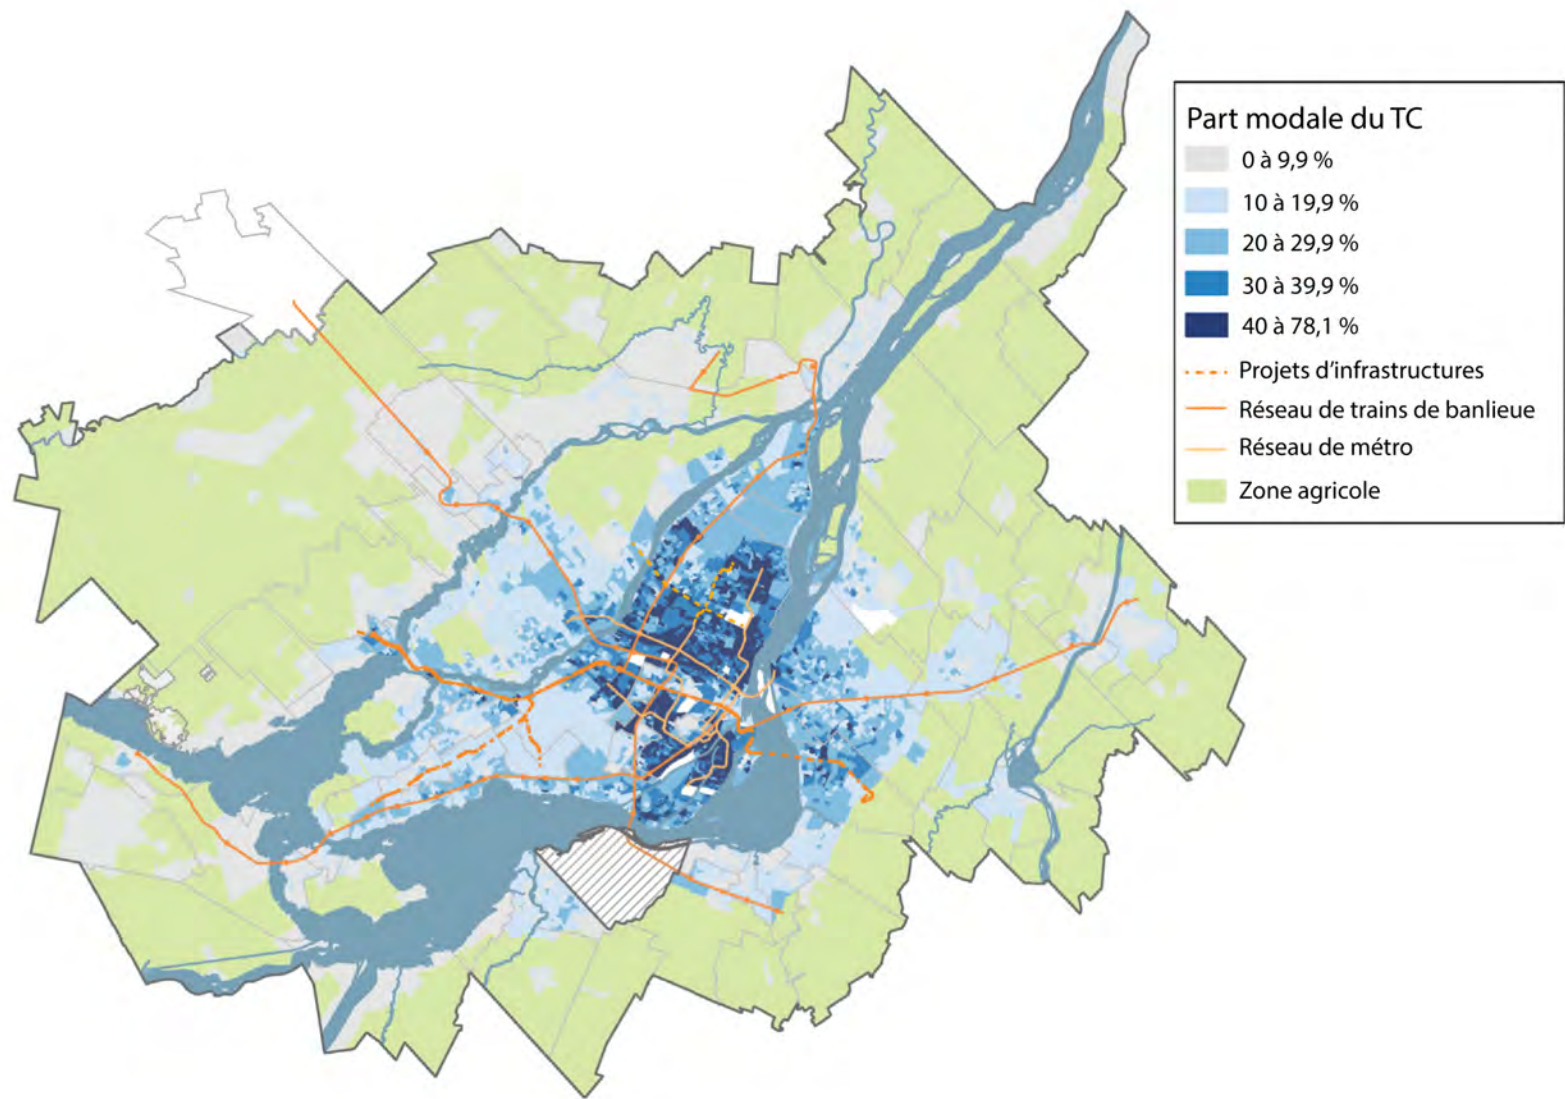 Part modale du TC
0 à 9,9 %
10 à 19,9 %
20 à 29,9 %
30 à 39,9 %
40 à 78,1 %
Projets d'infrastructures
Réseau de trains de banlieue
Réseau de métro
Zone agricole